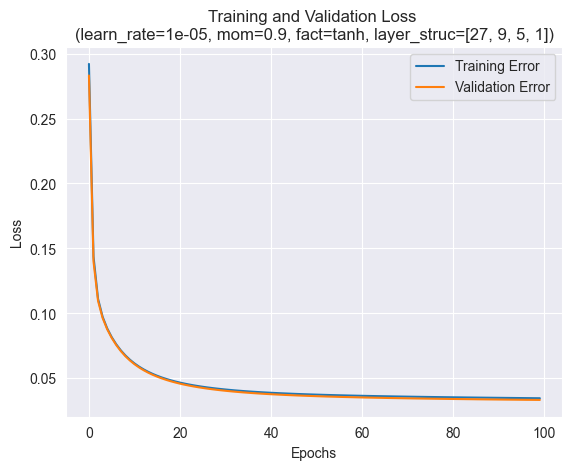 Training and Validation Loss
(learn_rate=1e-05, mom=0.9, fact=tanh, layer_struc=[27, 9, 5, 1])
Training Error
Validation Error
0.30
0.25
0.20
0.15
0.10
0.05
Loss
0 20 40 60 80 100
Epochs